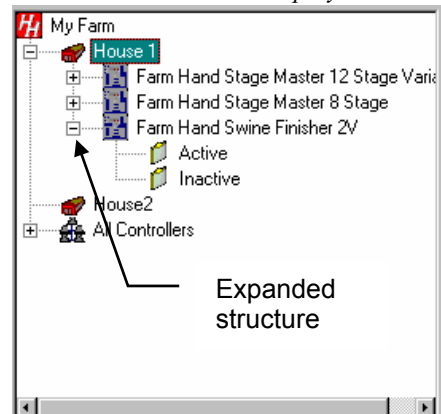 My Farm
House 1
Farm Hand Stage Master 12 Stage Varia
Farm Hand Stage Master 8 Stage
Farm Hand Swine Finisher 2V
Active
Inactive
House2
All Controllers
Expanded
structure